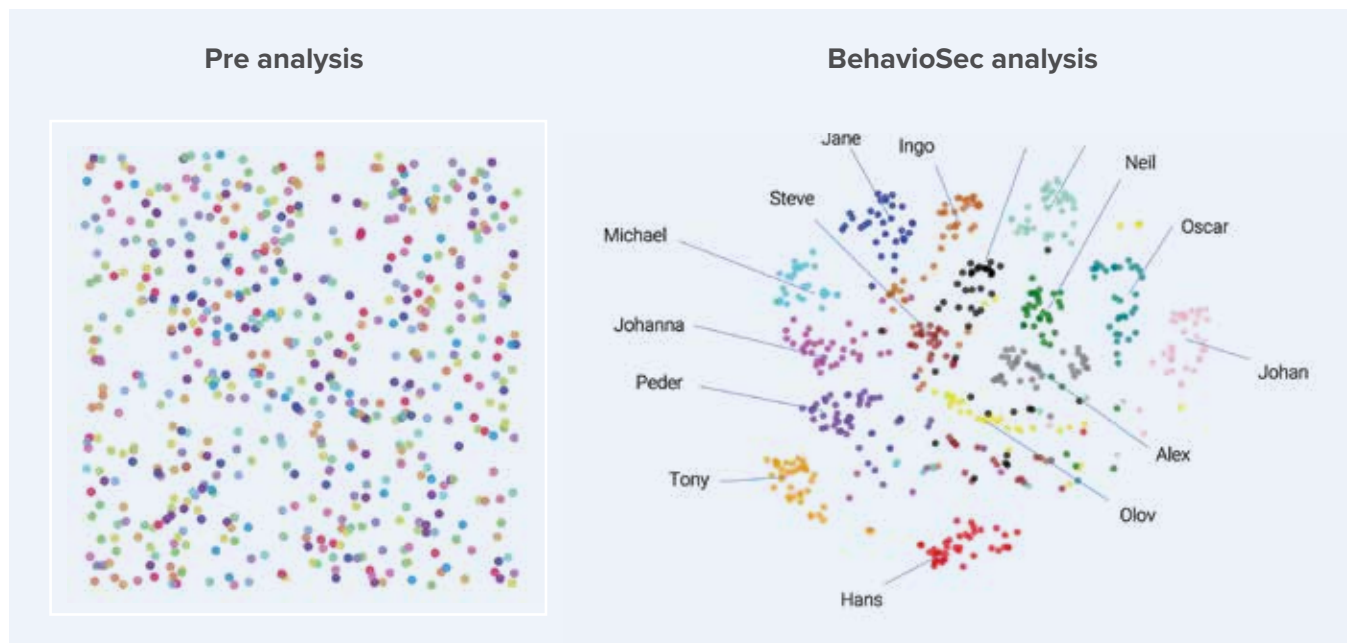 Pre analysis
BehavioSec analysis
Jane
Ingo
Neil
Steve
Oscar
Michael
Johanna
Johan
Peder
Alex
Tony
Olov
Hans